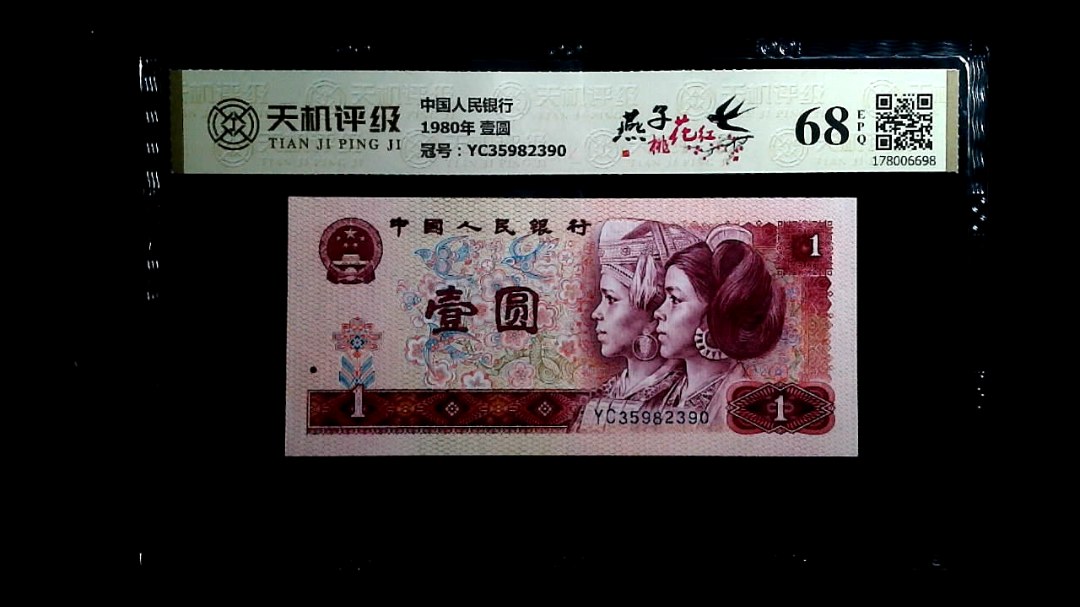 天机评级
TIAN JI PING JI
中国人民银行
1980年 壹圆
冠号：YC35982390
燕子
桃花红
68
EPQ
178006698
中國人民银行
1
壹圆
1
YC35982390
1